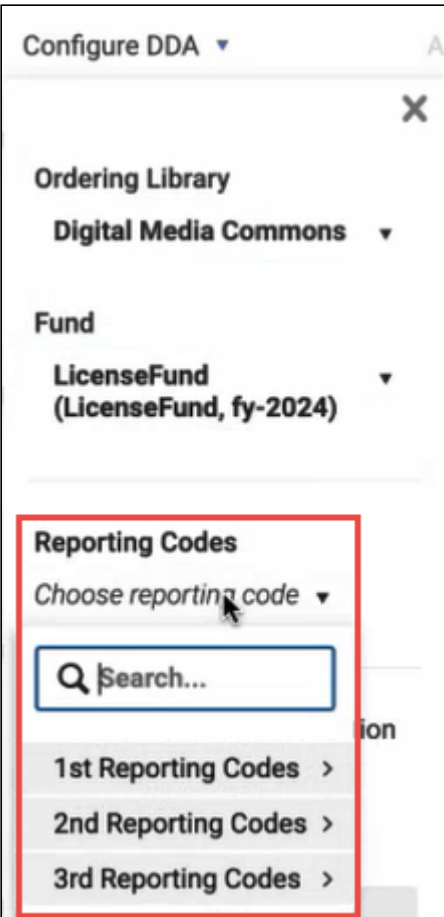 Configure DDA
A
Ordering Library
Digital Media Commons
Fund
LicenseFund
(LicenseFund, fy-2024)
Reporting Codes
Choose reporting code
Search...
ion
1st Reporting Codes
2nd Reporting Codes
3rd Reporting Codes